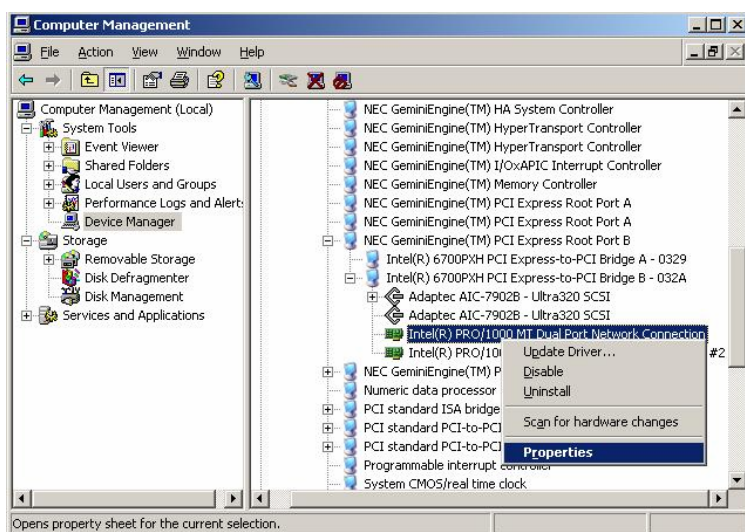 Computer Management
File Action View Window Help
Computer Management (Local)
System Tools
Event Viewer
Shared Folders
Local Users and Groups
Performance Logs and Alert
Device Manager
Storage
Removable Storage
Disk Defragmenter
Disk Management
Services and Applications
NEC GeminiEngine(TM) HA System Controller
NEC GeminiEngine(TM) HyperTransport Controller
NEC GeminiEngine(TM) HyperTransport Controller
NEC GeminiEngine(TM) I/OxAPIC Interrupt Controller
NEC GeminiEngine(TM) Memory Controller
NEC GeminiEngine(TM) PCI Express Root Port A
NEC GeminiEngine(TM) PCI Express Root Port A
NEC GeminiEngine(TM) PCI Express Root Port B
Intel(R) 6700PXH PCI Express-to-PCI Bridge A - 0329
Intel(R) 6700PXH PCI Express-to-PCI Bridge B - 032A
Adaptec AIC-7902B - Ultra320 SCSI
Adaptec AIC-7902B - Ultra320 SCSI
Intel(R) PRO/1000 MT Dual Port Network Connection
Intel(R) PRO/10 #2
NEC GeminiEngine(TM) P
Numeric data processor
PCI standard ISA bridge
PCI standard PCI-to-PCI
PCI standard PCI-to-PCI
Programmable interrupt controller
System CMOS/real time clock
Update Driver...
Disable
Uninstall
Scan for hardware changes
Properties
Opens property sheet for the current selection.